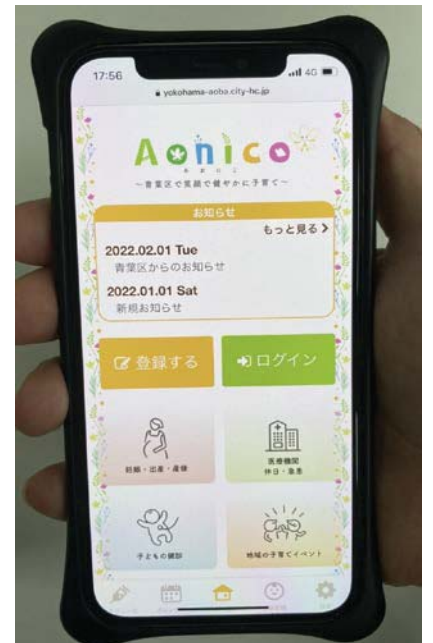 17:56
4G
yokohama-aoba.city-hc.jp
Aonico
あおにこ
～青葉区で笑顔で健やかに子育て～
お知らせ
もっと見る
2022.02.01 Tue
青葉区からのお知らせ
2022.01.01 Sat
新規お知らせ
登録する
ログイン
妊娠・出産・産後
医療機関
休日・急患
子どもの健診
地域の子育てイベント